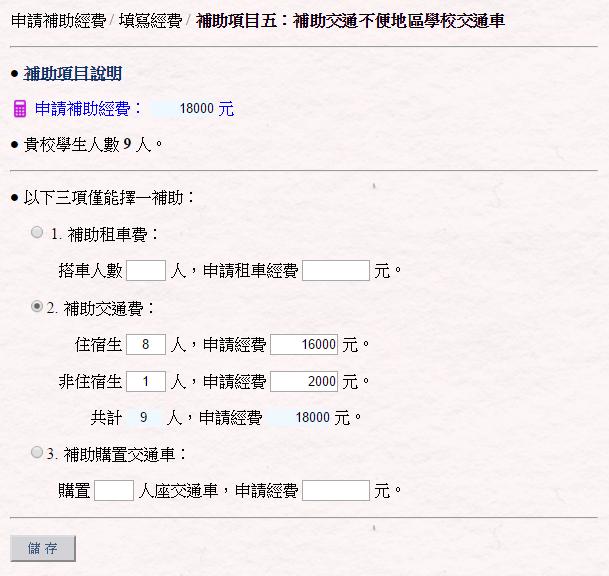 申請補助經費 / 填寫經費 / 補助項目五：補助交通不便地區學校交通車
● 補助項目說明
申請補助經費： 18000 元
● 貴校學生人數 9 人。
● 以下三項僅能擇一補助：
1. 補助租車費：
搭車人數 人，申請租車經費 元。
2. 補助交通費：
住宿生 8 人，申請經費 16000 元。
非住宿生 1 人，申請經費 2000 元。
共計 9 人，申請經費 18000 元。
3. 補助購置交通車：
購置 人座交通車，申請經費 元。
儲 存